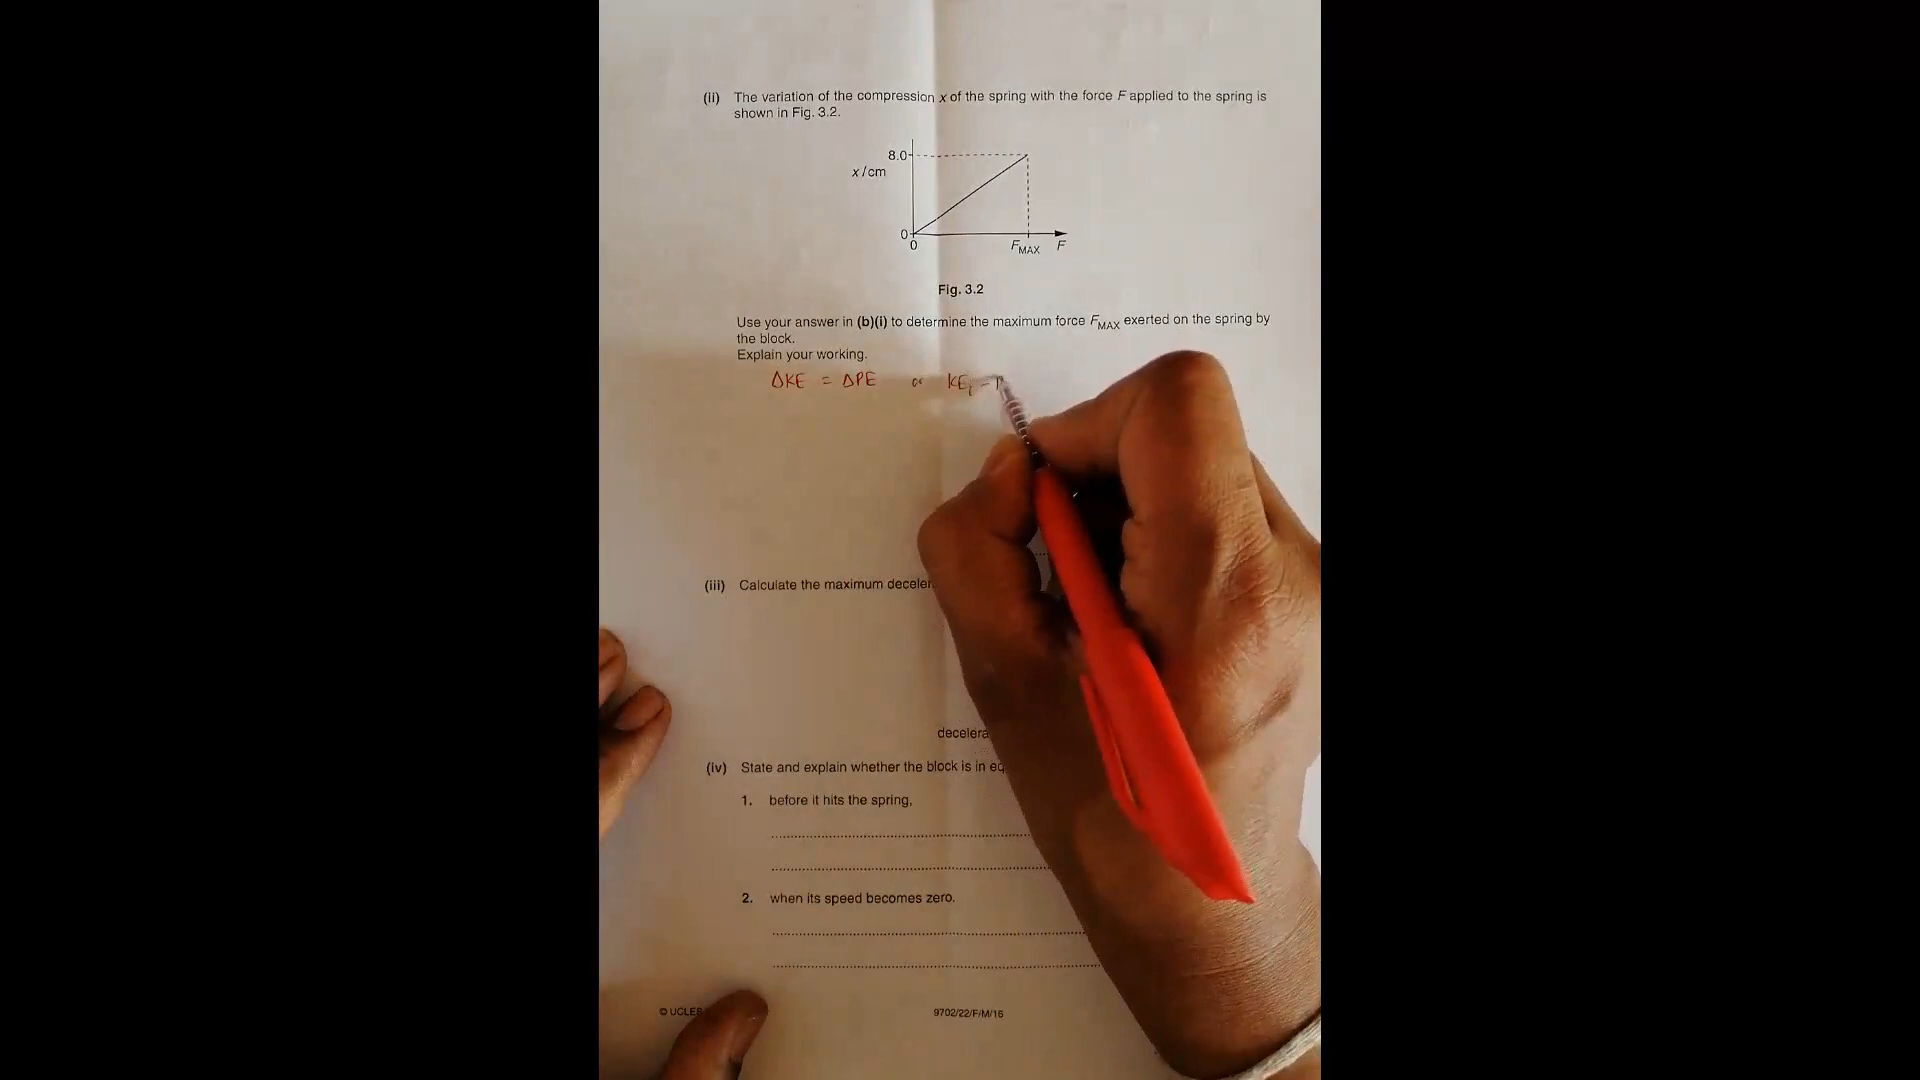 (ii) The variation of the compression x of the spring with the force F applied to the spring is
shown in Fig. 3.2.
8.0
x/cm
0
0 FMAX F
Fig. 3.2
Use your answer in (b)(i) to determine the maximum force FMAX exerted on the spring by
the block.
Explain your working.
ΔKE = ΔPE or KEi -
(iii) Calculate the maximum deceler
decelera
(iv) State and explain whether the block is in eq
1. before it hits the spring,
2. when its speed becomes zero.
© UCLES 9702/22/F/M/16